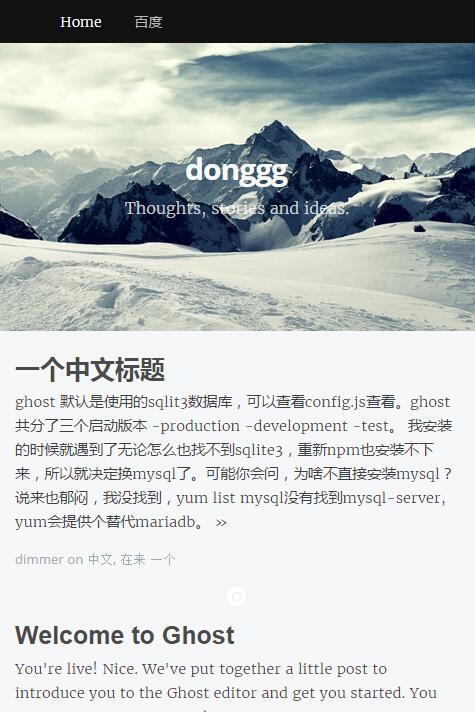 Home 百度
donggg
Thoughts, stories and ideas.
一个中文标题
ghost 默认是使用的sqlit3数据库，可以查看config.js查看。ghost
共分了三个启动版本 -production -development -test。 我安装
的时候就遇到了无论怎么也找不到sqlite3，重新npm也安装不下
来，所以就决定换mysql了。可能你会问，为啥不直接安装mysql？
说来也郁闷，我没找到，yum list mysql没有找到mysql-server，
yum会提供个替代mariadb。 »
dimmer on 中文, 在来 一个
Welcome to Ghost
You're live! Nice. We've put together a little post to
introduce you to the Ghost editor and get you started. You